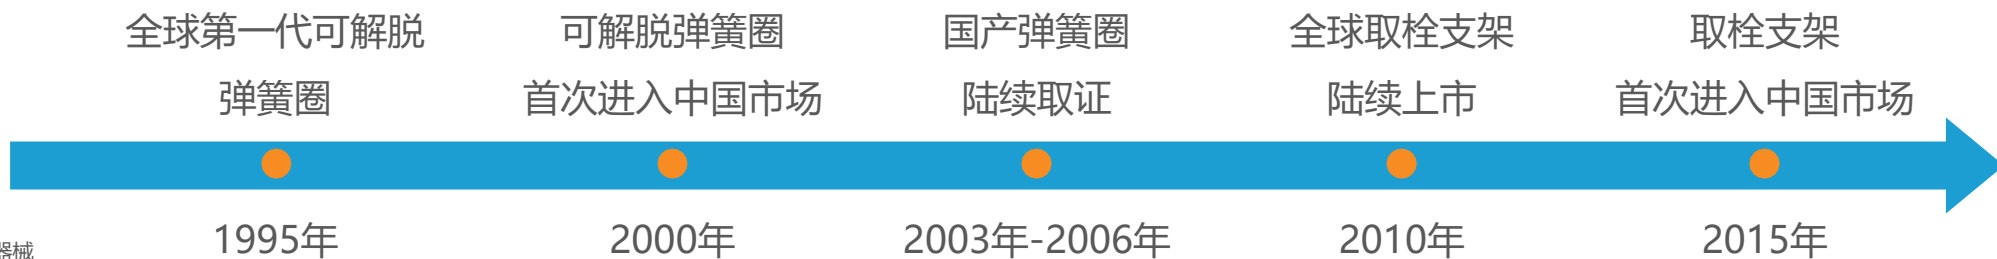 全球第一代可解脱
弹簧圈
可解脱弹簧圈
首次进入中国市场
国产弹簧圈
陆续取证
全球取栓支架
陆续上市
取栓支架
首次进入中国市场
1995年
2000年
2003年-2006年
2010年
2015年
器械